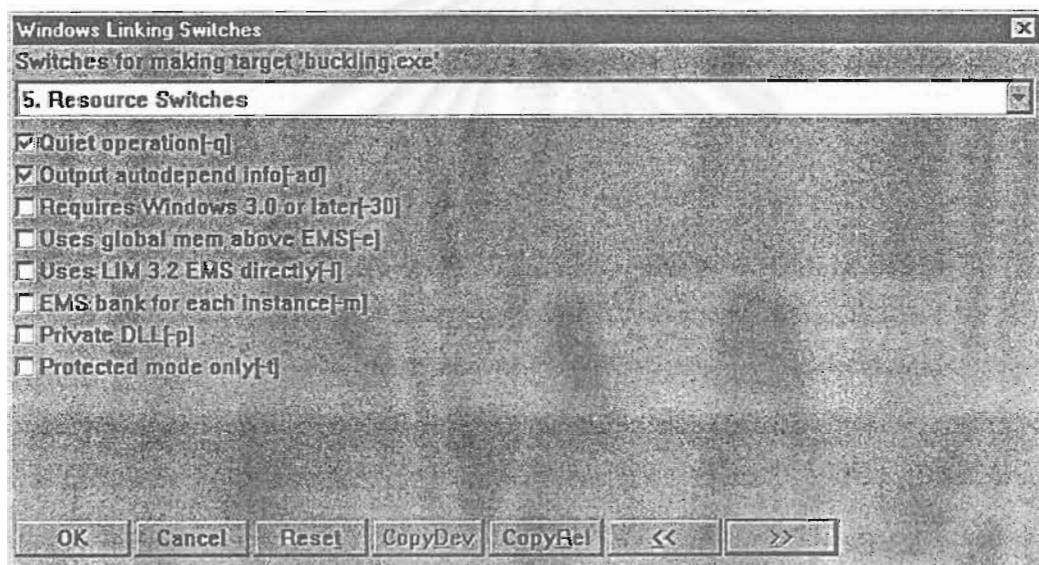 Windows Linking Switches
Switches for making target 'buckling.exe'
5. Resource Switches
Quiet operation[-q]
Output autodepend info[-ad]
Requires Windows 3.0 or later[-30]
Uses global mem above EMS[-e]
Uses LIM 3.2 EMS directly[-l]
EMS bank for each instance[-m]
Private DLL[-p]
Protected mode only[-t]
OK Cancel Reset CopyDev CopyRel << >>